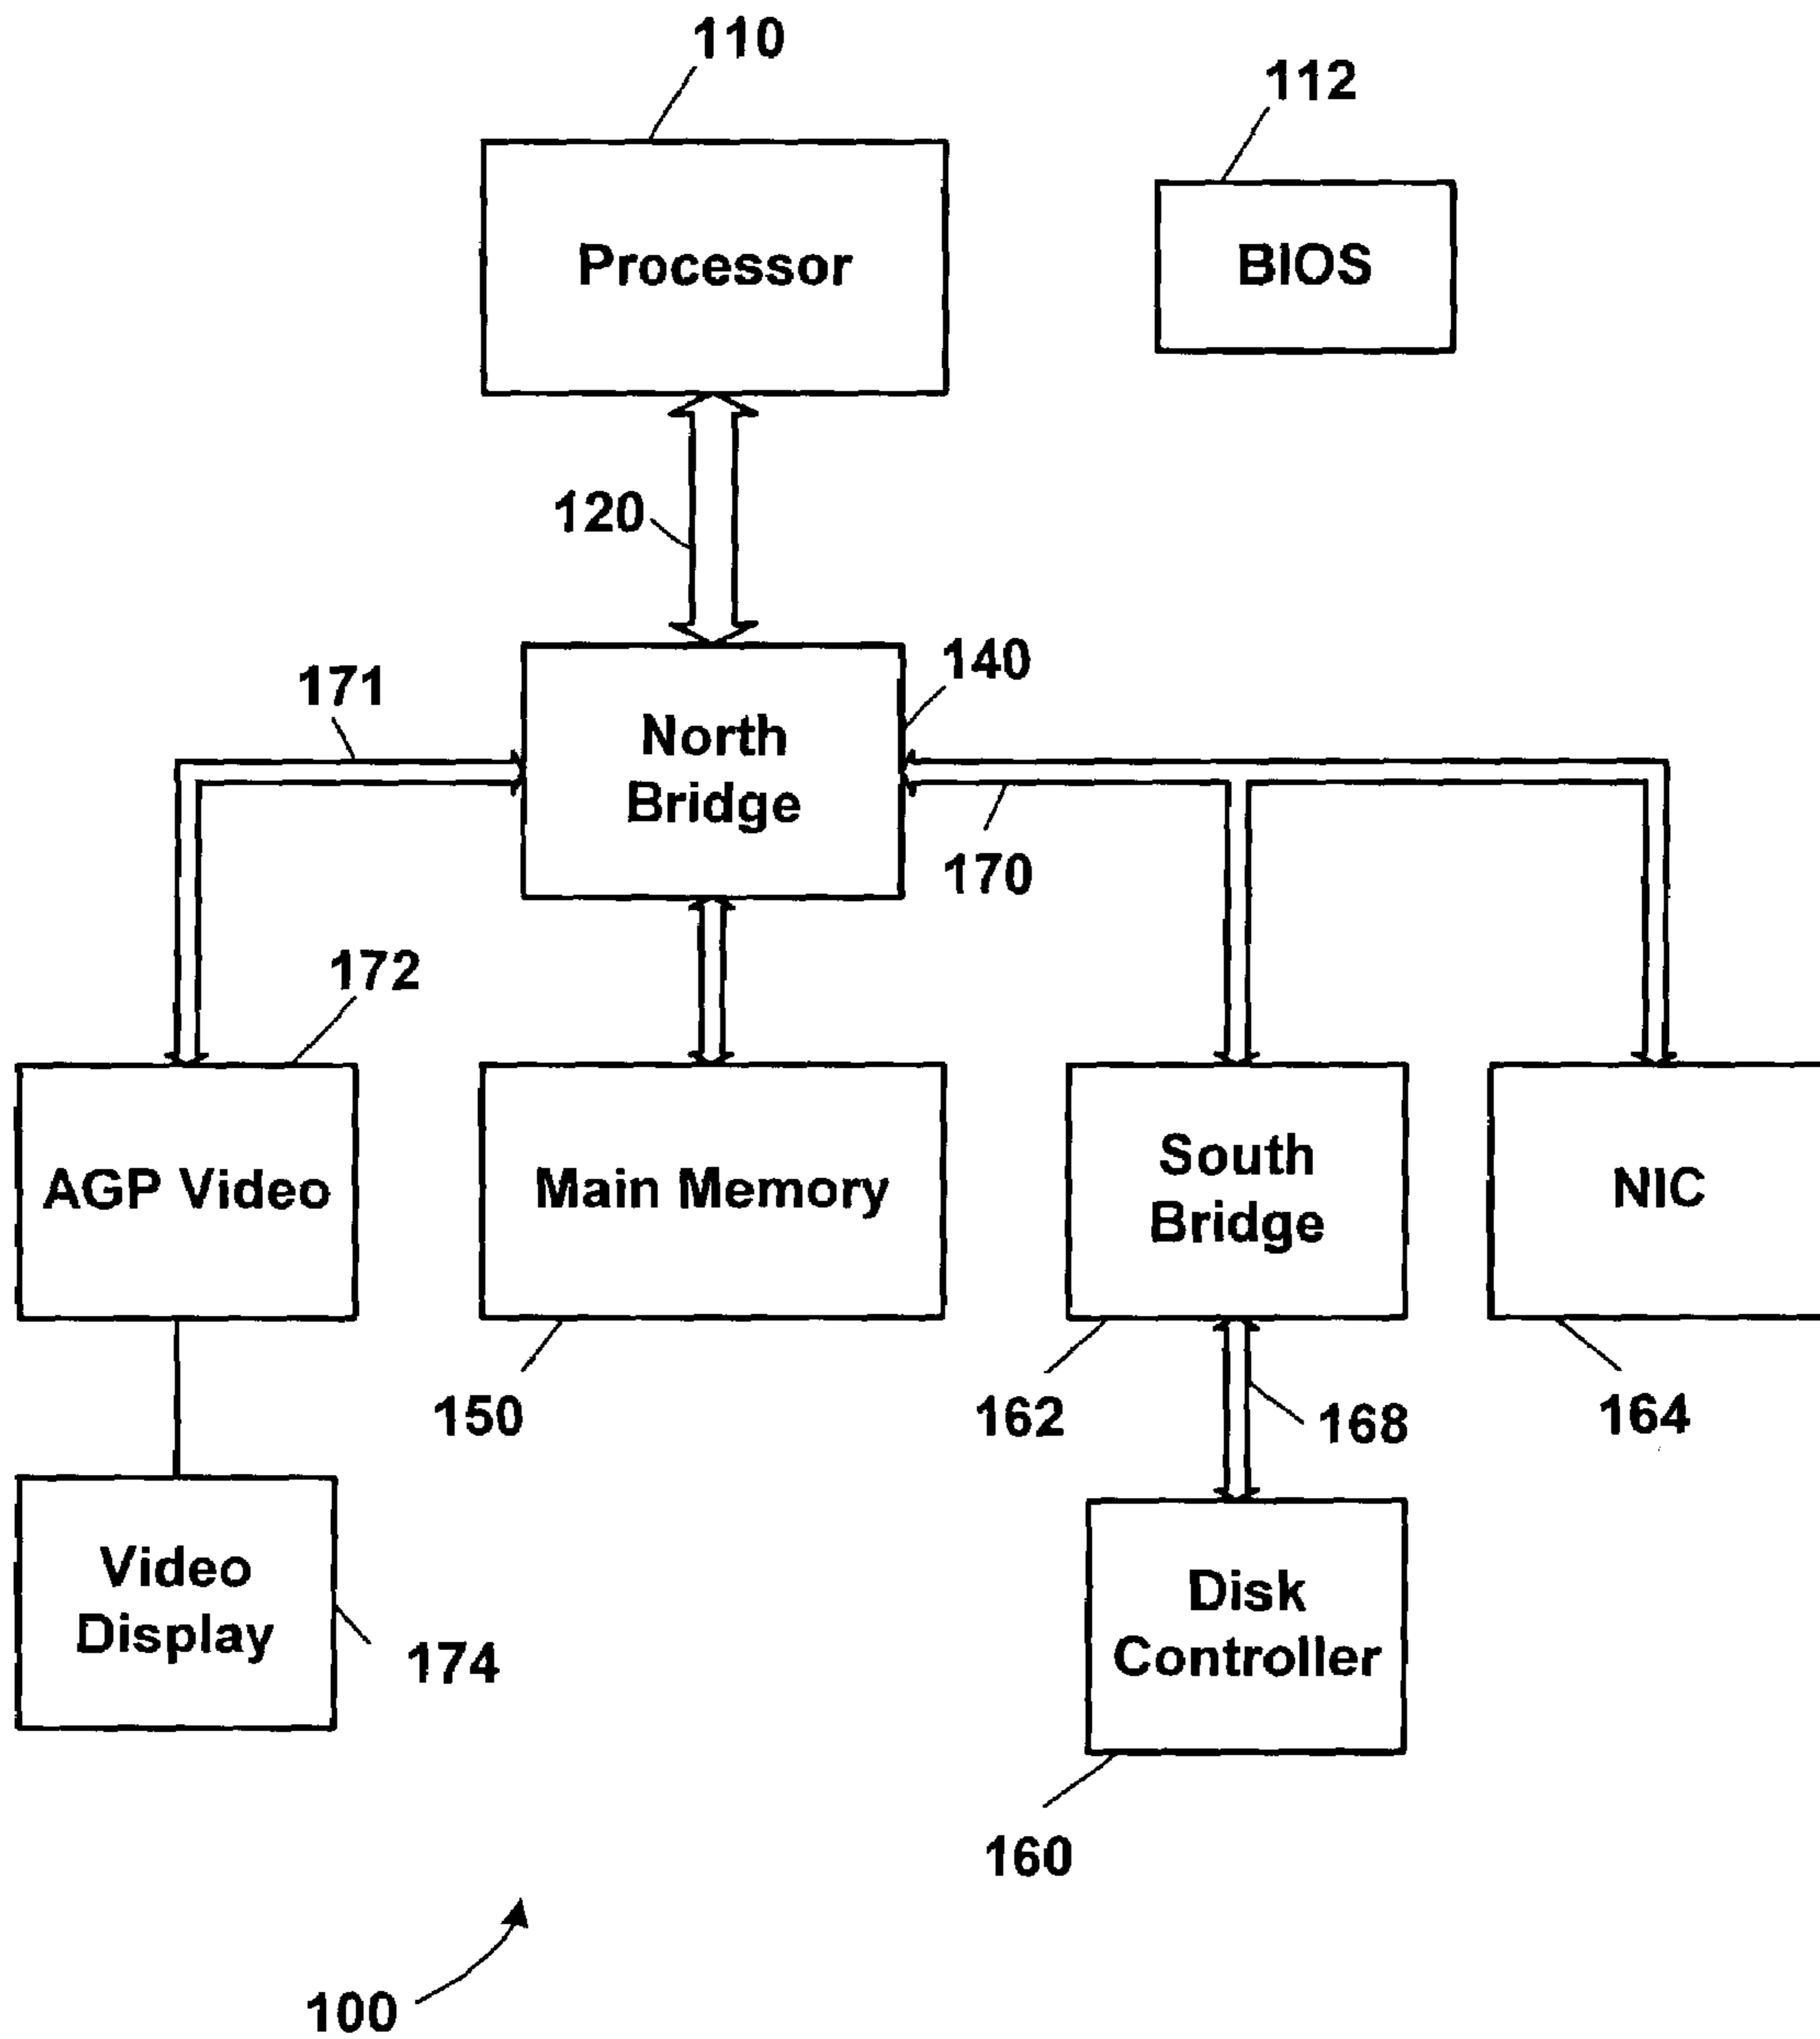 110
112
Processor
BIOS
120
140
171
North
Bridge
170
172
AGP Video
Main Memory
South
Bridge
NIC
150
162
168
164
Video
Display
174
Disk
Controller
160
100